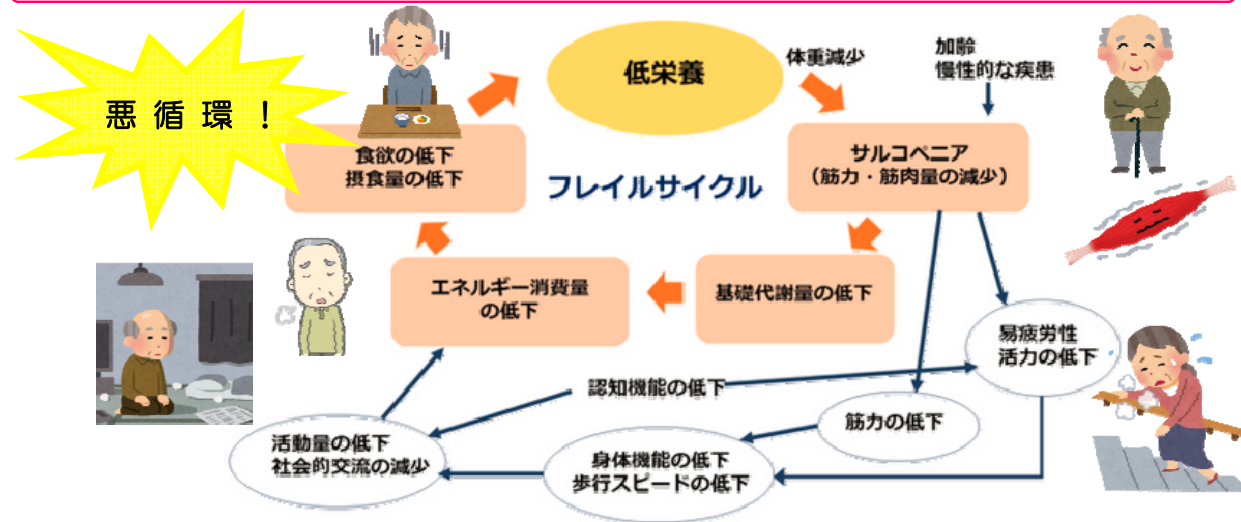 悪循環！
低栄養
体重減少
加齢
慢性的な疾患
食欲の低下
摂食量の低下
フレイルサイクル
サルコペニア
（筋力・筋肉量の減少）
エネルギー消費量
の低下
基礎代謝量の低下
易疲労性
活力の低下
認知機能の低下
筋力の低下
活動量の低下
社会的交流の減少
身体機能の低下
歩行スピードの低下